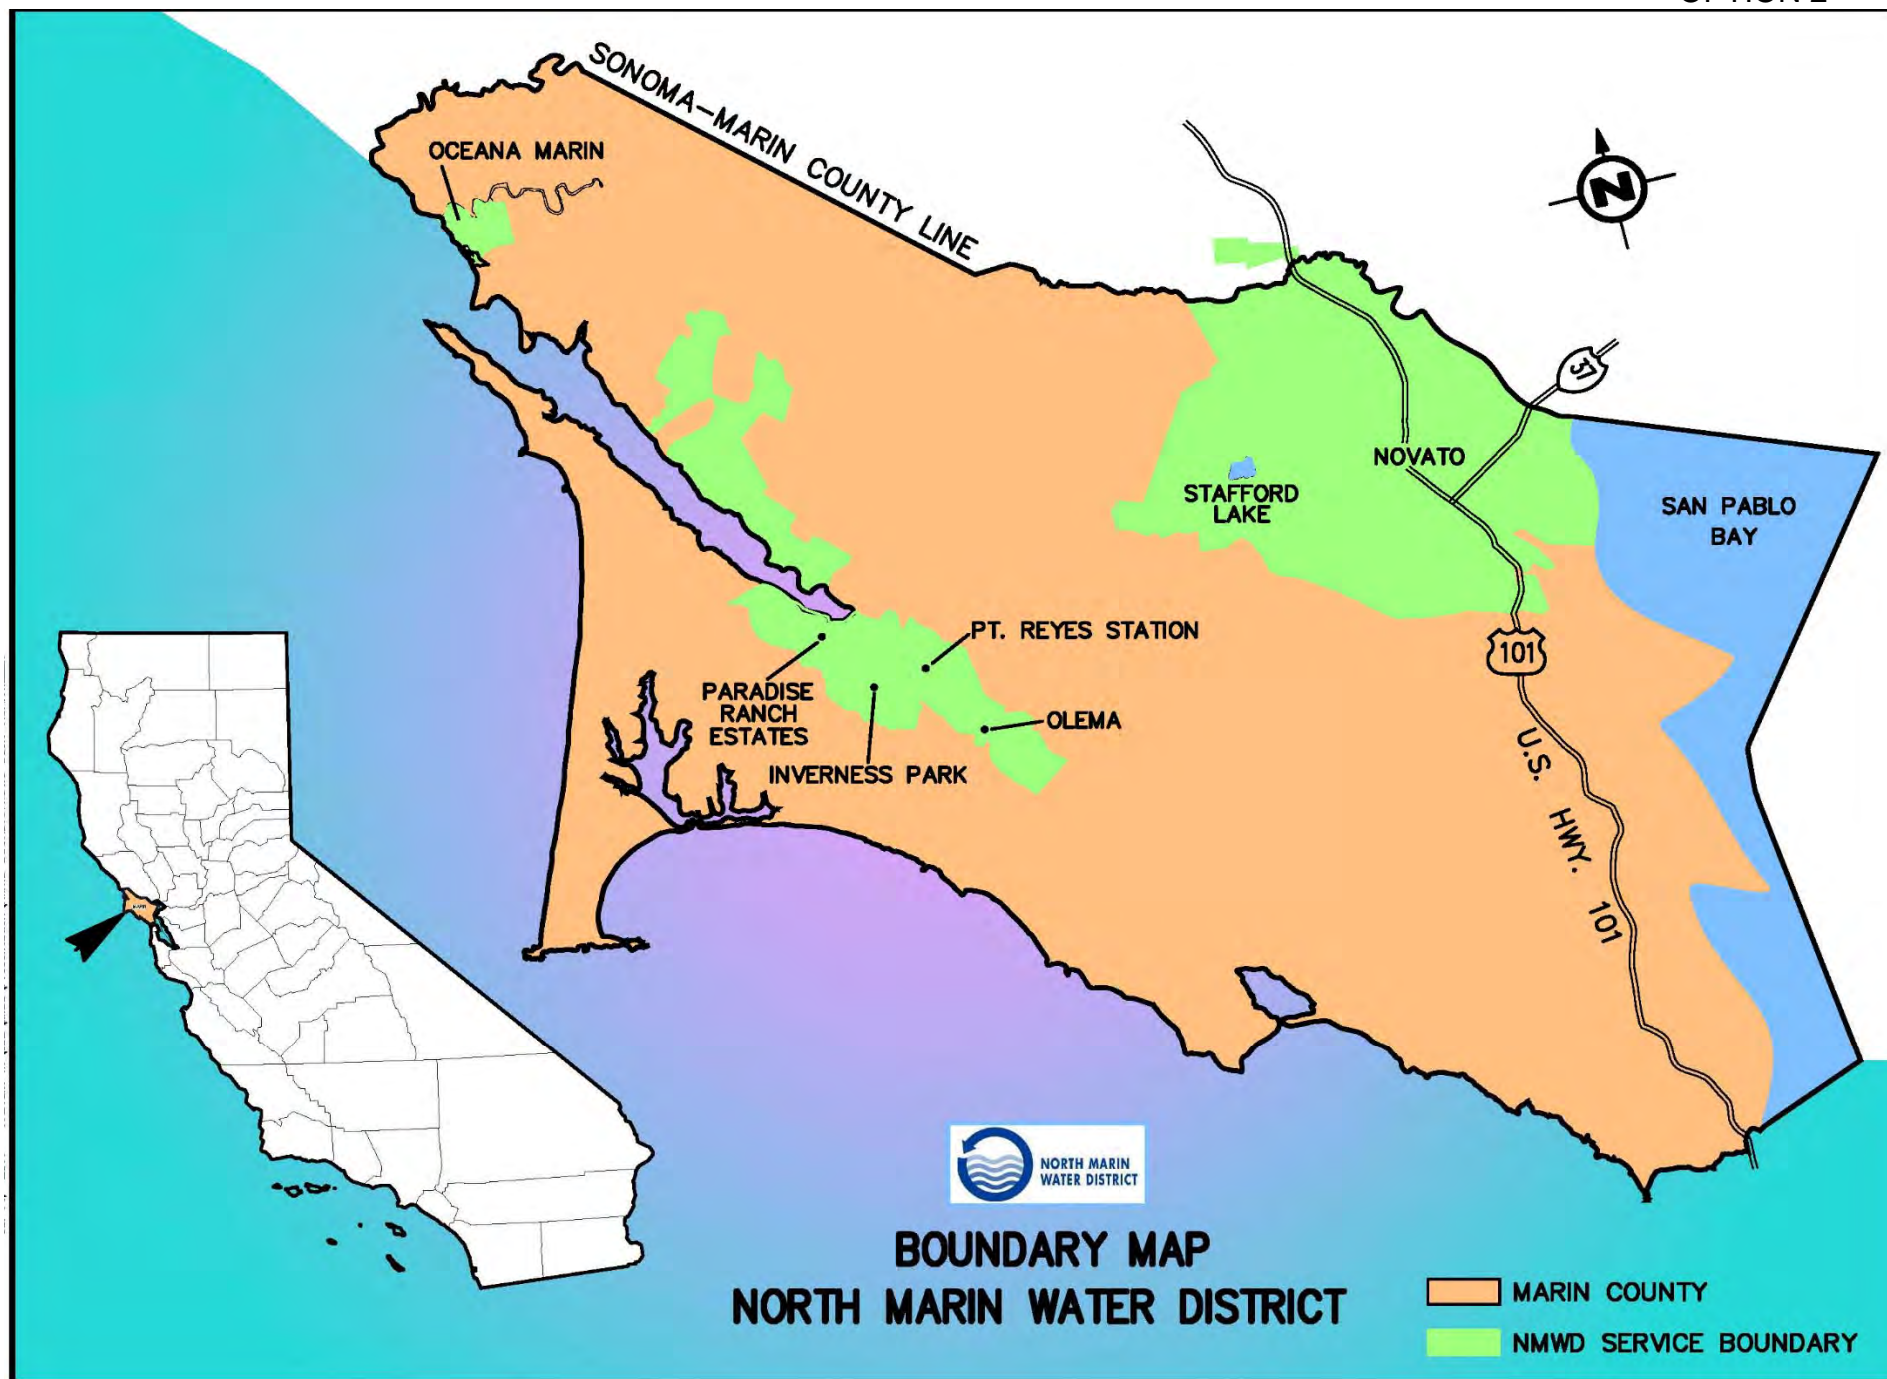 SONOMA-MARIN COUNTY LINE
OCEANA MARIN
N
37
NOVATO
STAFFORD
LAKE
SAN PABLO
BAY
PT. REYES STATION
101
PARADISE
RANCH
ESTATES
OLEMA
INVERNESS PARK
U.S. HWY. 101
NORTH MARIN
WATER DISTRICT
BOUNDARY MAP
NORTH MARIN WATER DISTRICT
MARIN COUNTY
NMWD SERVICE BOUNDARY